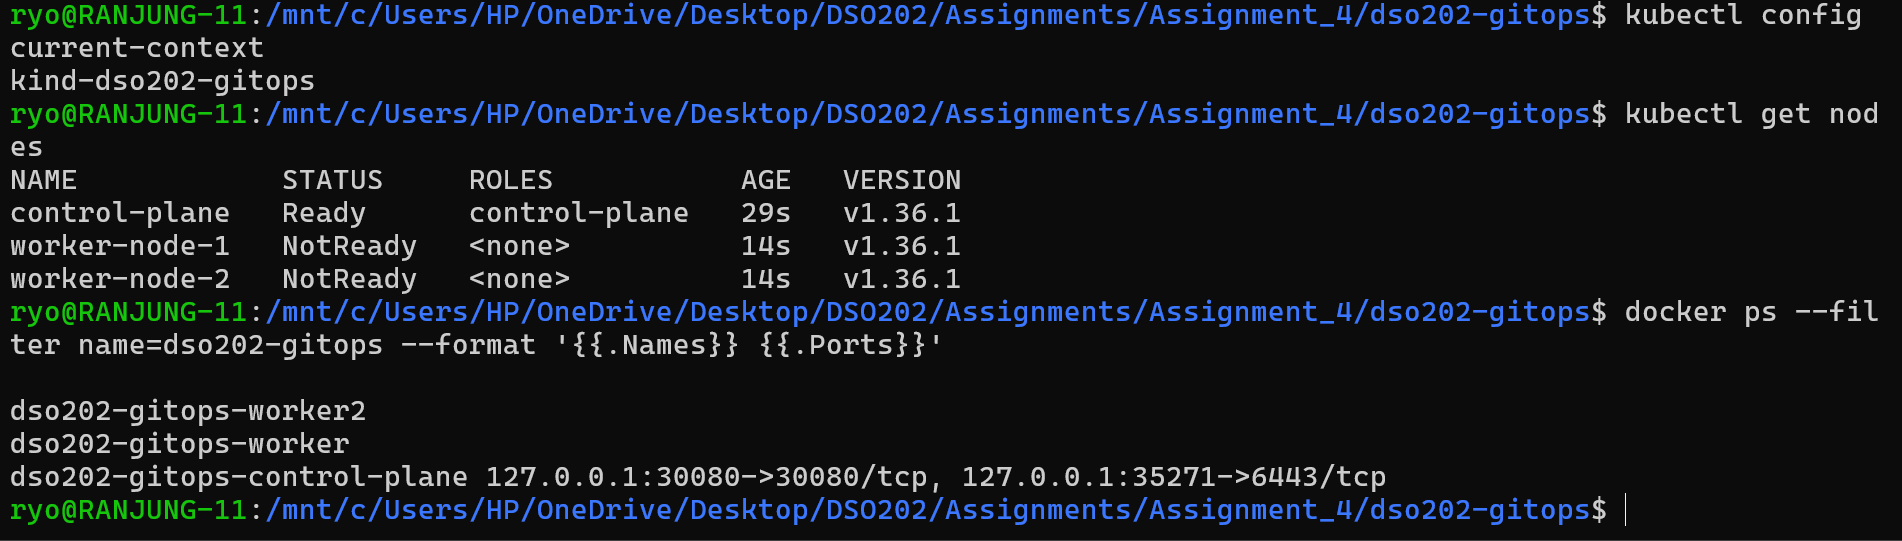 ryo@RANJUNG-11:/mnt/c/Users/HP/OneDrive/Desktop/DSO202/Assignments/Assignment_4/dso202-gitops$ kubectl config
current-context
kind-dso202-gitops
ryo@RANJUNG-11:/mnt/c/Users/HP/OneDrive/Desktop/DSO202/Assignments/Assignment_4/dso202-gitops$ kubectl get nod
es
NAME            STATUS     ROLES           AGE   VERSION
control-plane   Ready      control-plane   29s   v1.36.1
worker-node-1   NotReady   <none>          14s   v1.36.1
worker-node-2   NotReady   <none>          14s   v1.36.1
ryo@RANJUNG-11:/mnt/c/Users/HP/OneDrive/Desktop/DSO202/Assignments/Assignment_4/dso202-gitops$ docker ps --fil
ter name=dso202-gitops --format '{{.Names}} {{.Ports}}'

dso202-gitops-worker2
dso202-gitops-worker
dso202-gitops-control-plane 127.0.0.1:30080->30080/tcp, 127.0.0.1:35271->6443/tcp
ryo@RANJUNG-11:/mnt/c/Users/HP/OneDrive/Desktop/DSO202/Assignments/Assignment_4/dso202-gitops$